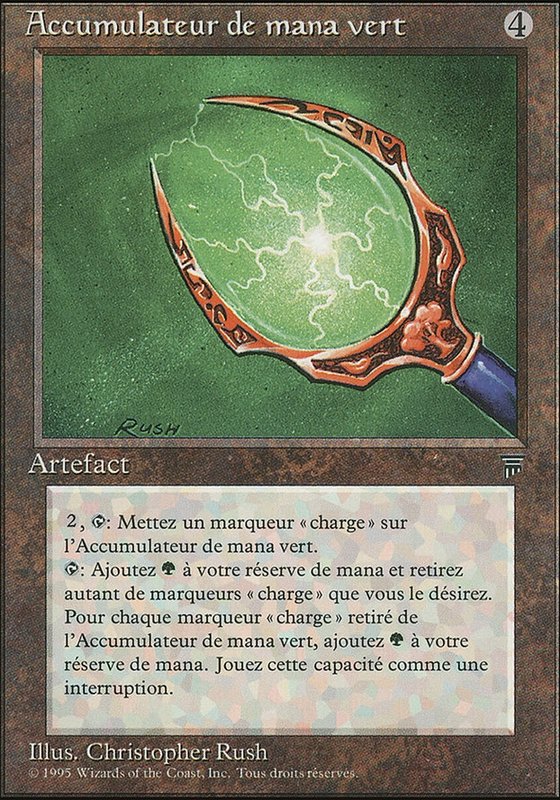 Accumulateur de mana vert
4
RUSH
Artefact
2, : Mettez un marqueur «charge» sur
l'Accumulateur de mana vert.
: Ajoutez à votre réserve de mana et retirez
autant de marqueurs «charge» que vous le désirez.
Pour chaque marqueur «charge» retiré de
l'Accumulateur de mana vert, ajoutez à votre
réserve de mana. Jouez cette capacité comme une
interruption.
Illus. Christopher Rush
© 1995 Wizards of the Coast, Inc. Tous droits réservés.